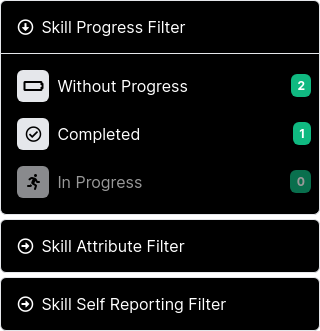 Skill Progress Filter
Without Progress 2
Completed 1
In Progress 0
Skill Attribute Filter
Skill Self Reporting Filter